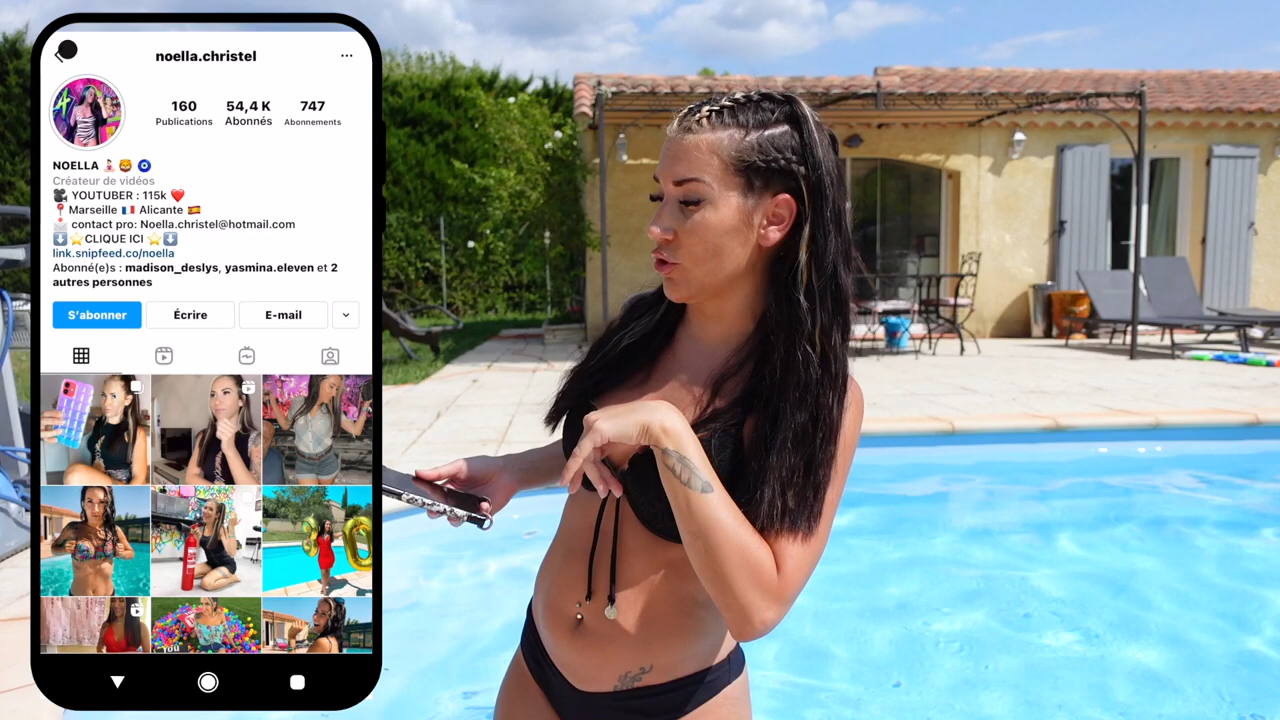 noella.christel
160
54,4 K
747
Publications
Abonnés
Abonnements
NOELLA
Créateur de vidéos
YOUTUBER : 115k
Marseille Alicante
contact pro: Noella.christel@hotmail.com
CLIQUE ICI
link.snipfeed.co/noella
Abonné(e)s : madison_deslys, yasmina.eleven et 2
autres personnes
S'abonner
Écrire
E-mail
YOU